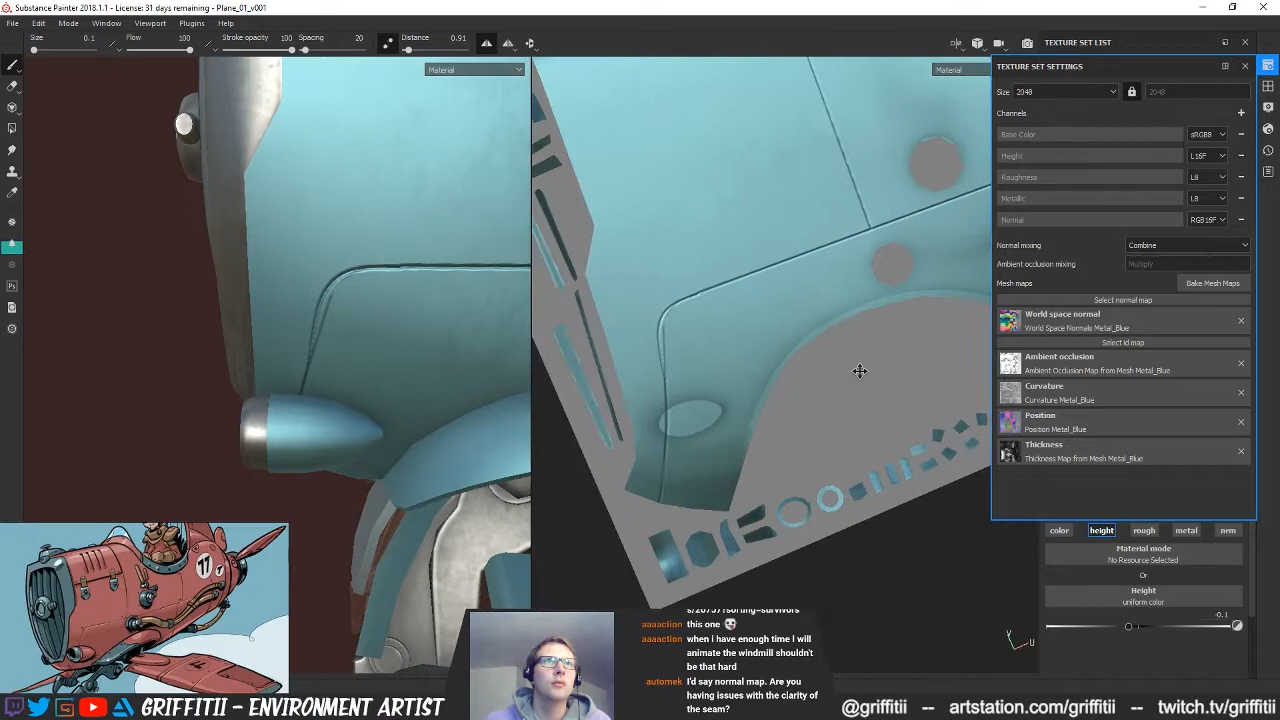 Substance Painter 2018.1.1 - License: 31 days remaining - Plane_01_v001
File Edit Mode Window Viewport Plugins Help
Size 0.1 Flow 100 Stroke opacity 100 Spacing 20 Distance 0.91
TEXTURE SET LIST
Material
Material
TEXTURE SET SETTINGS
Size 2048 2048
Channels
Base Color sRGB8
Height L16F
Roughness L8
Metallic L8
Normal RGB16F
Normal mixing Combine
Ambient occlusion mixing Multiply
Mesh maps Bake Mesh Maps
Select normal map
World space normal
World Space Normals Metal_Blue
Select id map
Ambient occlusion
Ambient Occlusion Map from Mesh Metal_Blue
Curvature
Curvature Metal_Blue
Position
Position Metal_Blue
Thickness
Thickness Map from Mesh Metal_Blue
color height rough metal nrm
Material mode
No Resource Selected
Or
Height
uniform color
-0.1
Y
U
17
s/20757?sorting=survivors
aaaaction this one
aaaaction when i have enough time I will
animate the windmill shouldn't
be that hard
automek I'd say normal map. Are you
having issues with the clarity of
the seam?
GRIFFITII - ENVIRONMENT ARTIST
@griffitii -- artstation.com/griffitii -- twitch.tv/griffitii